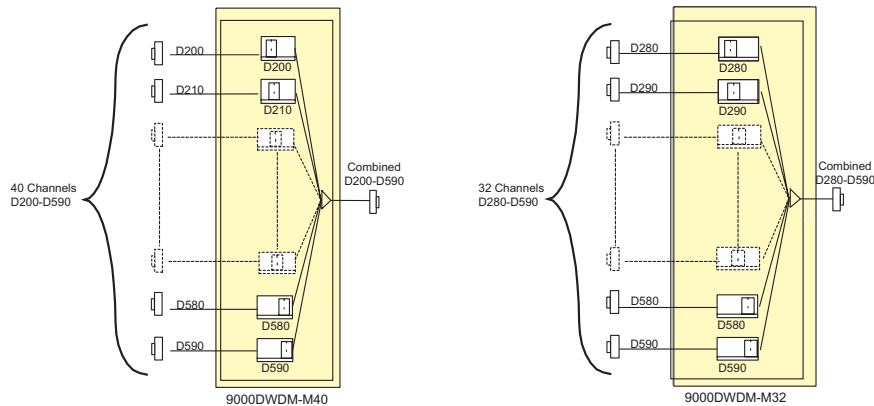 D200
D200
D210
D210
40 Channels
D200-D590
Combined
D200-D590
D580
D580
D590
D590
9000DWDM-M40
D280
D280
D290
D290
32 Channels
D280-D590
Combined
D280-D590
D580
D580
D590
D590
9000DWDM-M32